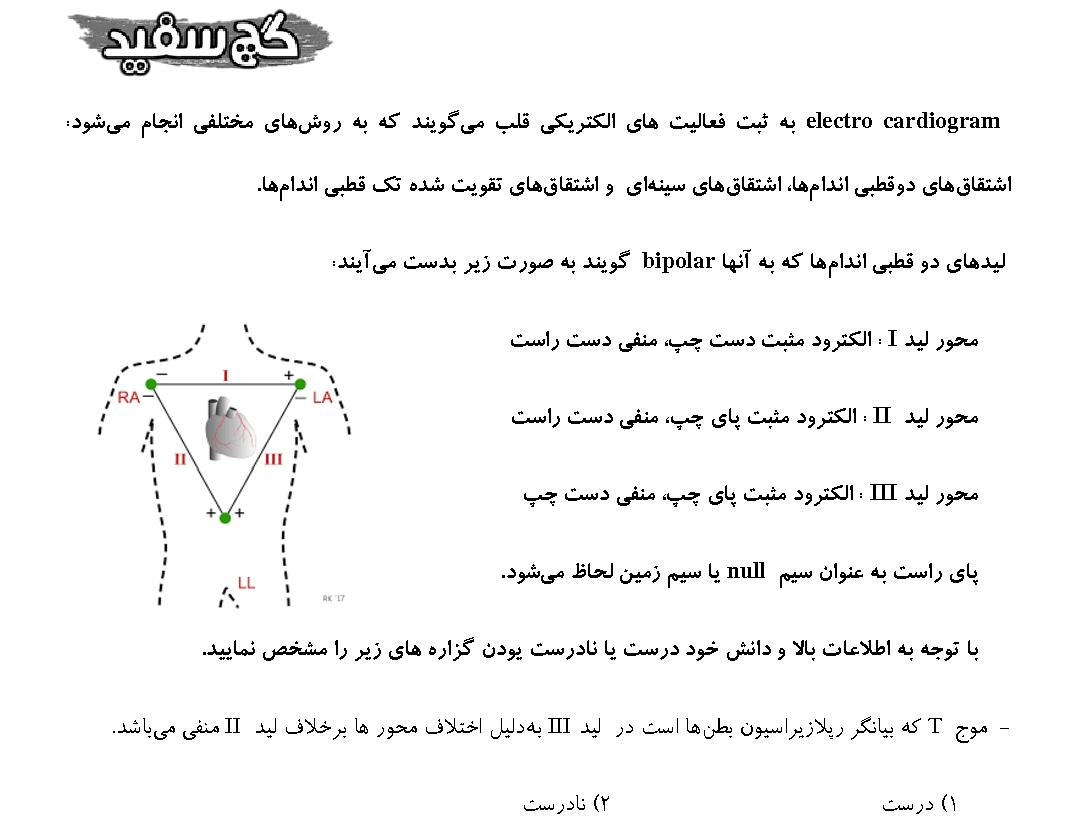 گچ سفید
electro cardiogram به ثبت فعالیت های الکتریکی قلب می‌گویند که به روش‌های مختلفی انجام می‌شود:
اشتقاق‌های دوقطبی اندام‌ها، اشتقاق‌های سینه‌ای و اشتقاق‌های تقویت شده تک قطبی اندام‌ها.
لیدهای دو قطبی اندام‌ها که به آنها bipolar گویند به صورت زیر بدست می‌آیند:
محور لید I : الکترود مثبت دست چپ، منفی دست راست
محور لید II : الکترود مثبت پای چپ، منفی دست راست
محور لید III : الکترود مثبت پای چپ، منفی دست چپ
پای راست به عنوان سیم null یا سیم زمین لحاظ می‌شود.
– I +
RA – – LA
II III
+ +
LL
RK '17
با توجه به اطلاعات بالا و دانش خود درست یا نادرست یودن گزاره های زیر را مشخص نمایید.
- موج T که بیانگر رپلازیراسیون بطن‌ها است در لید III به‌دلیل اختلاف محور ها برخلاف لید II منفی می‌باشد.
۱) درست ۲) نادرست